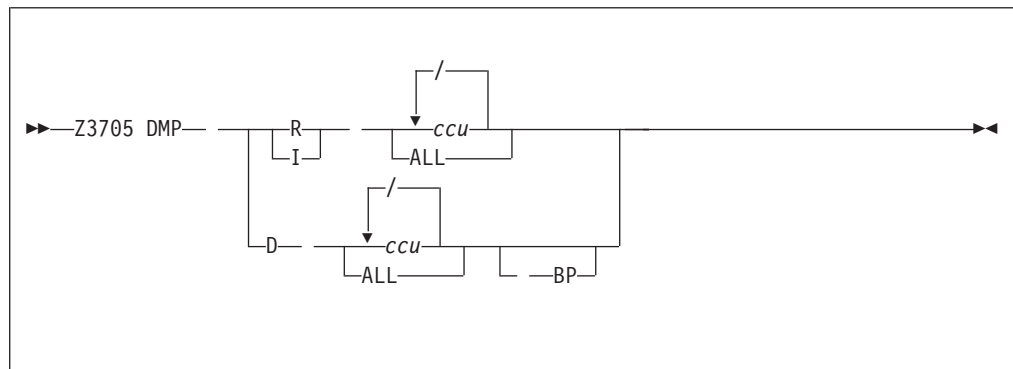 /
Z3705 DMP R ccu
I ALL
/
D ccu
ALL BP